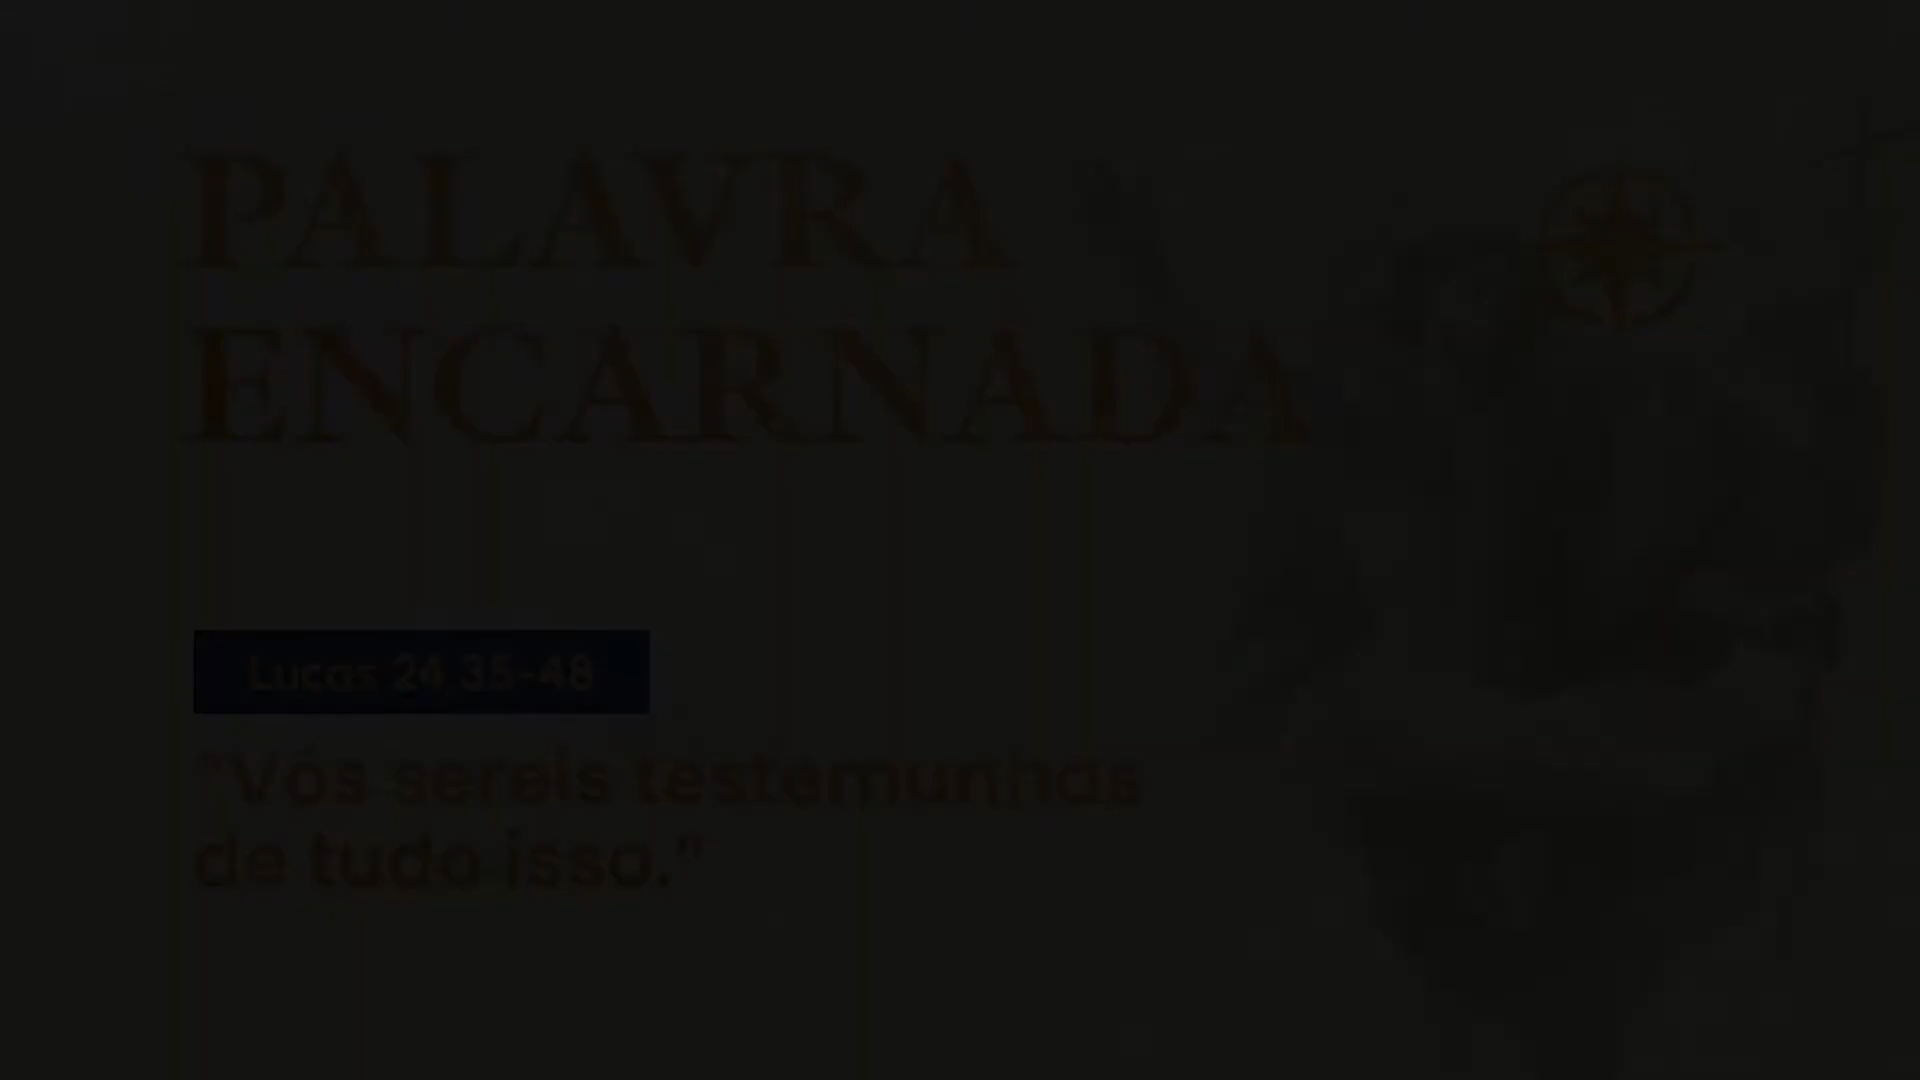 PALAVRA
ENCARNADA
Lucas 24,35-48
"Vós sereis testemunhas
de tudo isso."